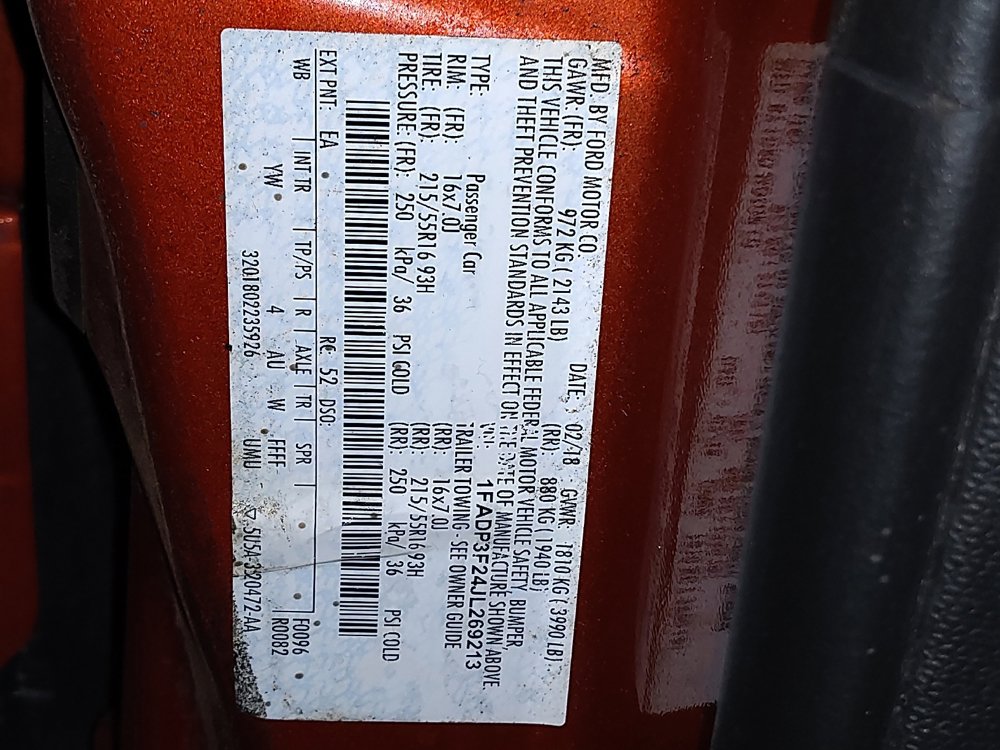 MFD. BY FORD MOTOR CO.
DATE: 02/18 GVWR: 1810 KG ( 3990 LB)
GAWR: (FR) 972 KG ( 2143 LB) (RR): 880 KG ( 1940 LB)
THIS VEHICLE CONFORMS TO ALL APPLICABLE FEDERAL MOTOR VEHICLE SAFETY, BUMPER,
AND THEFT PREVENTION STANDARDS IN EFFECT ON THE DATE OF MANUFACTURE SHOWN ABOVE.
VIN: 1FADP3F24JL269213
TYPE: Passenger Car TRAILER TOWING - SEE OWNER GUIDE
RIM: (FR): 16x7.0J (RR): 16x7.0J
TIRE: (FR): 215/55R16 93H (RR): 215/55R16 93H
PRESSURE: (FR): 250 kPa/ 36 PSI COLD (RR): 250 kPa/ 36 PSI COLD
EXT PNT: EA RC: 52 DSO:
WB INT TR TP/PS R AXLE TR SPR F0096
YW 4 AU W FFFF R0082
320180223592​6 UMU